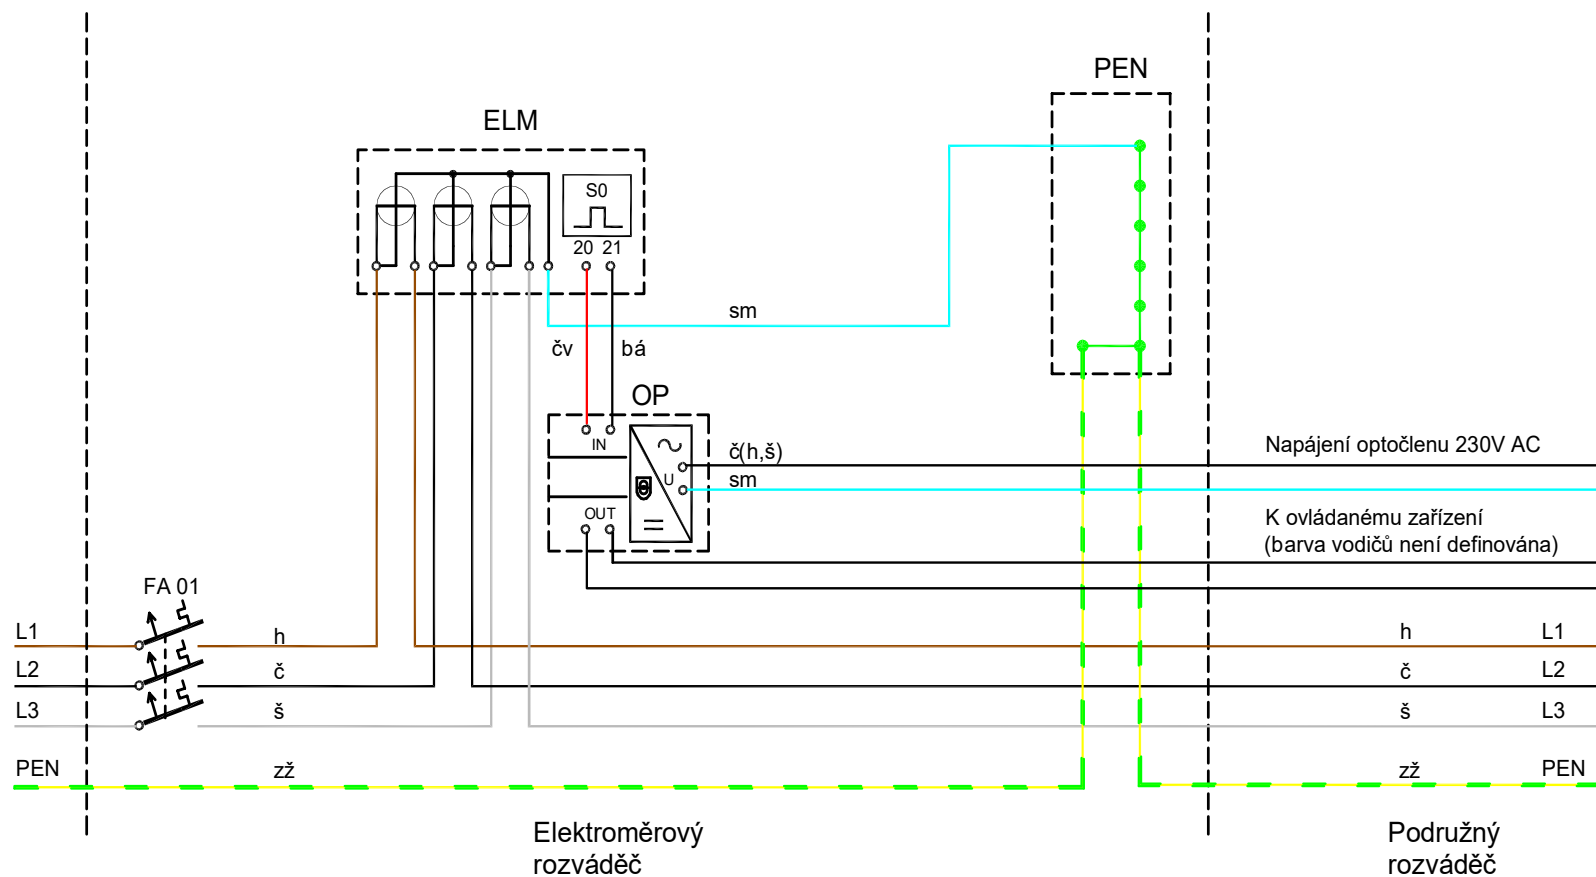 PEN
ELM
S0
20 21
sm
čv
bá
OP
IN
U
OUT
č(h,š)
sm
Napájení optočlenu 230V AC
K ovládanému zařízení
(barva vodičů není definována)
FA 01
L1
h
h
L1
L2
č
č
L2
L3
š
š
L3
PEN
zž
zž
PEN
Elektroměrový
rozváděč
Podružný
rozváděč